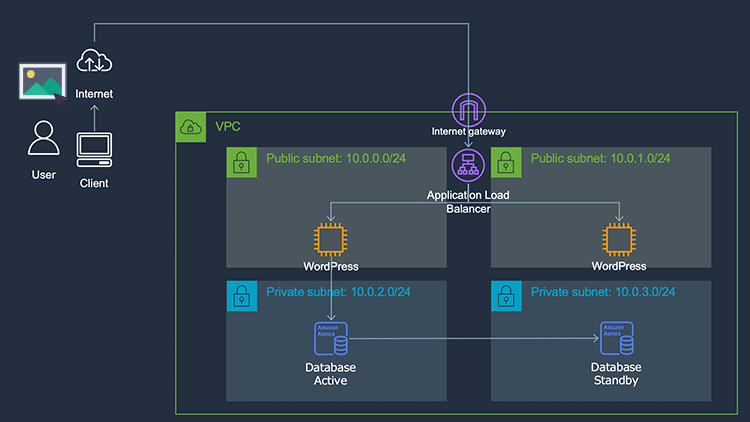 Internet
User
Client
VPC
Internet gateway
Public subnet: 10.0.0.0/24
Public subnet: 10.0.1.0/24
Application Load
Balancer
WordPress
WordPress
Private subnet: 10.0.2.0/24
Private subnet: 10.0.3.0/24
Amazon
Aurora
Amazon
Aurora
Database
Active
Database
Standby